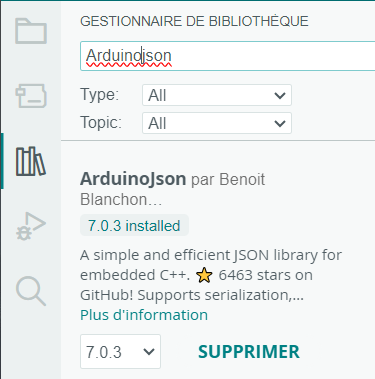 GESTIONNAIRE DE BIBLIOTHÈQUE
Arduinojson
Type: All
Topic: All
ArduinoJson par Benoit
Blanchon...
7.0.3 installed
A simple and efficient JSON library for
embedded C++. ⭐ 6463 stars on
GitHub! Supports serialization,...
Plus d'information
7.0.3 SUPPRIMER